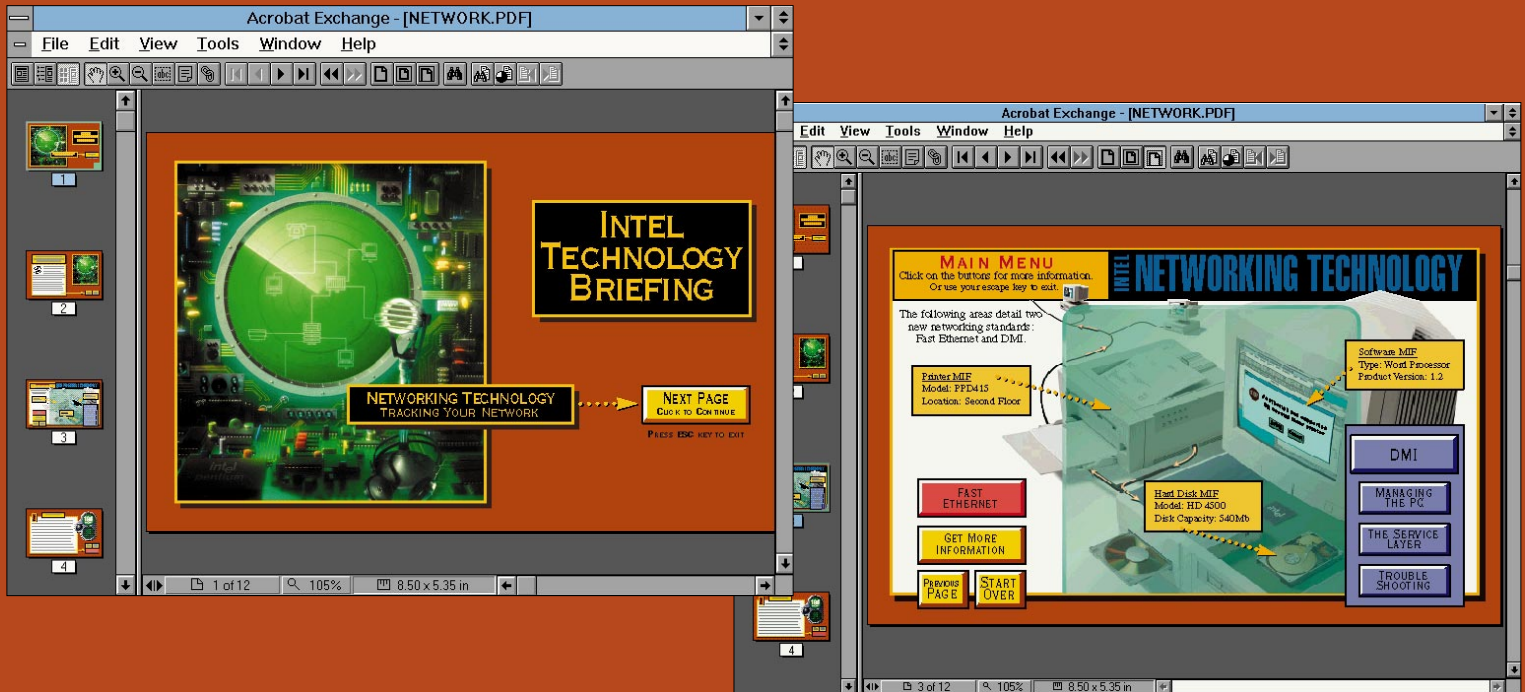 Acrobat Exchange - [NETWORK.PDF]
File Edit View Tools Window Help
abc
1
2
3
4
INTEL
TECHNOLOGY
BRIEFING
NETWORKING TECHNOLOGY
TRACKING YOUR NETWORK
NEXT PAGE
CLICK TO CONTINUE
PRESS ESC KEY TO EXIT
intel
pentium
1 of 12
105%
8.50 x 5.35 in
Acrobat Exchange - [NETWORK.PDF]
Edit View Tools Window Help
abc
MAIN MENU
Click on the buttons for more information.
Or use your escape key to exit.
INTEL NETWORKING TECHNOLOGY
The following areas detail two
new networking standards:
Fast Ethernet and DMI.
Printer MIF
Model: PPD415
Location: Second Floor
Software MIF
Type: Word Processor
Product Version: 1.2
Hard Disk MIF
Model: HD 4500
Disk Capacity: 540Mb
FAST
ETHERNET
GET MORE
INFORMATION
PREVIOUS
PAGE
START
OVER
DMI
MANAGING
THE PC
THE SERVICE
LAYER
TROUBLE
SHOOTING
4
3 of 12
105%
8.50 x 5.35 in